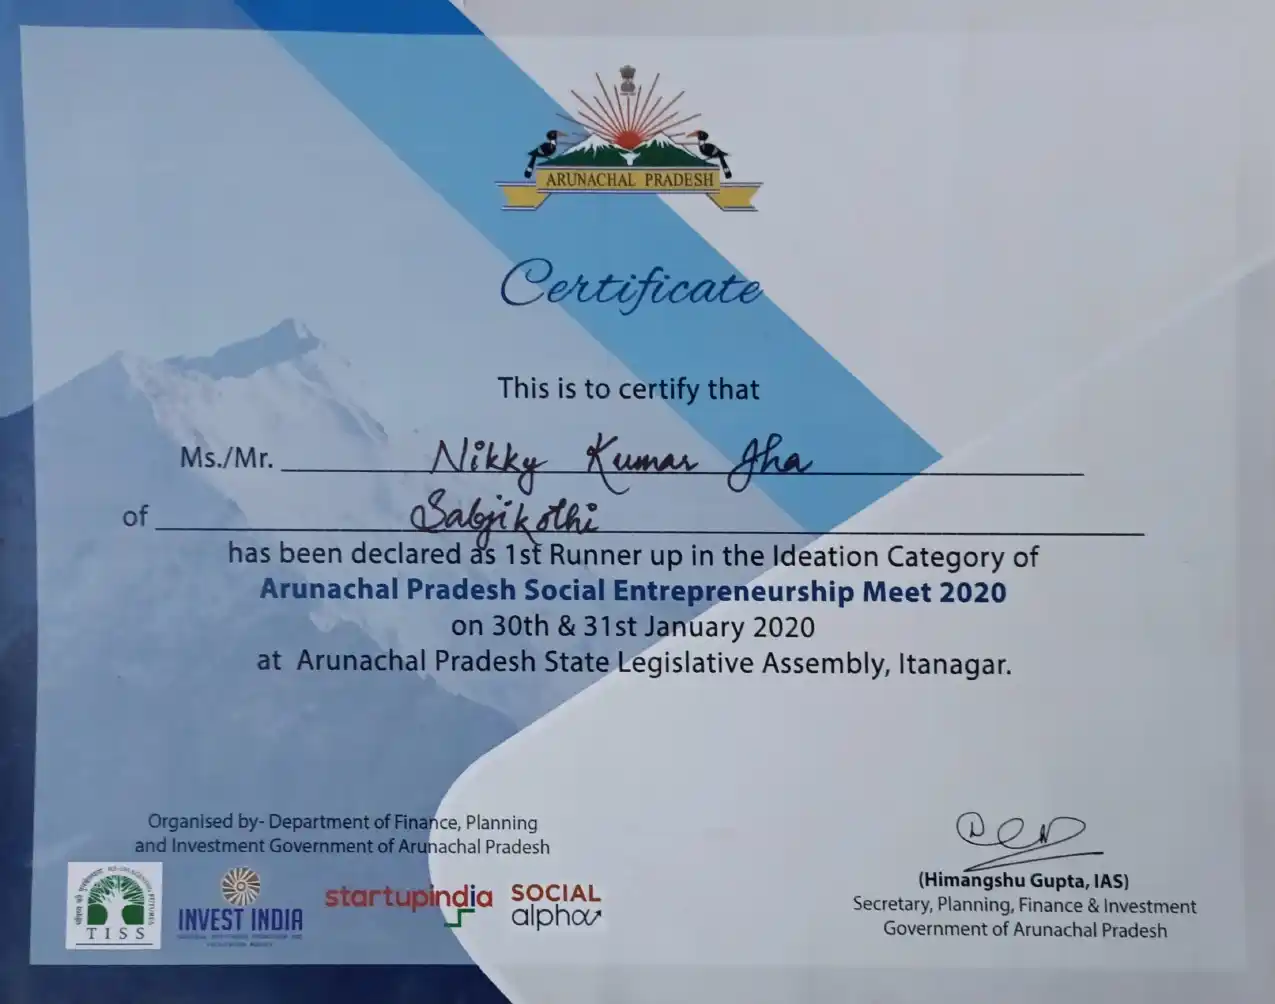 ARUNACHAL PRADESH
Certificate
This is to certify that
Ms./Mr. Nikky Kumar Jha
of Sabjikothi
has been declared as 1st Runner up in the Ideation Category of
Arunachal Pradesh Social Entrepreneurship Meet 2020
on 30th & 31st January 2020
at Arunachal Pradesh State Legislative Assembly, Itanagar.
Organised by- Department of Finance, Planning
and Investment Government of Arunachal Pradesh
TISS
INVEST INDIA
startupindia
SOCIAL
alpha
(Himangshu Gupta, IAS)
Secretary, Planning, Finance & Investment
Government of Arunachal Pradesh